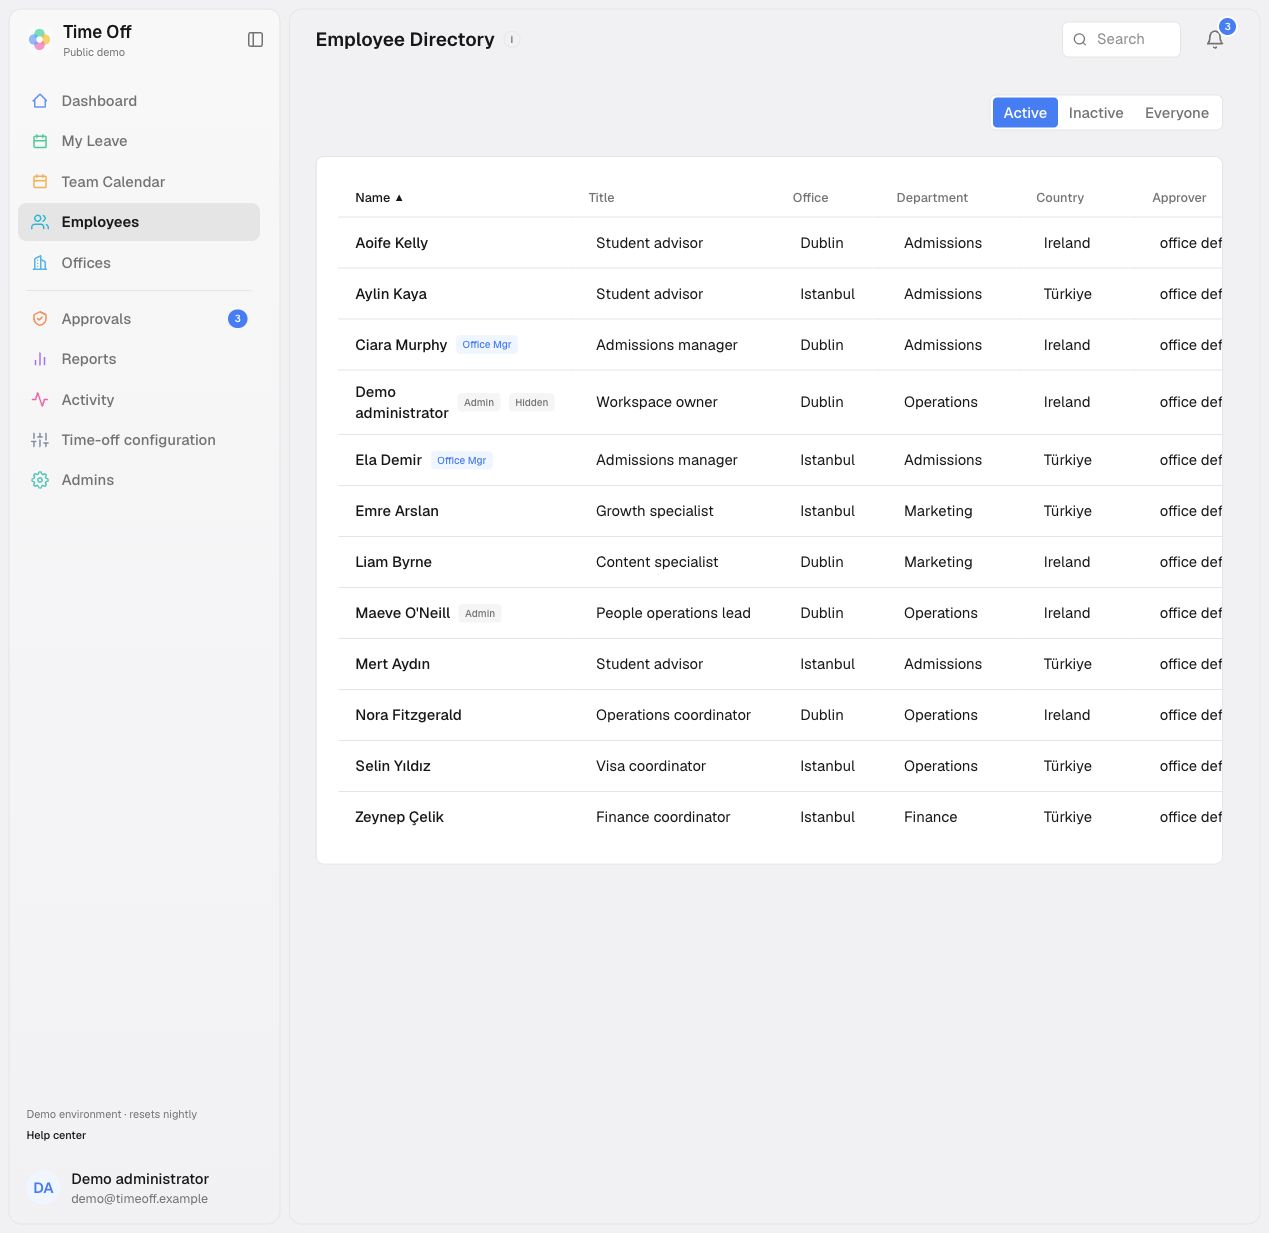 Time Off
Public demo
Dashboard
My Leave
Team Calendar
Employees
Offices
Approvals 3
Reports
Activity
Time-off configuration
Admins
Demo environment · resets nightly
Help center
DA
Demo administrator
demo@timeoff.example
Employee Directory i
Search
3
Active Inactive Everyone
Name ▲ Title Office Department Country Approver
Aoife Kelly Student advisor Dublin Admissions Ireland office def
Aylin Kaya Student advisor Istanbul Admissions Türkiye office def
Ciara Murphy Office Mgr Admissions manager Dublin Admissions Ireland office def
Demo administrator Admin Hidden Workspace owner Dublin Operations Ireland office def
Ela Demir Office Mgr Admissions manager Istanbul Admissions Türkiye office def
Emre Arslan Growth specialist Istanbul Marketing Türkiye office def
Liam Byrne Content specialist Dublin Marketing Ireland office def
Maeve O'Neill Admin People operations lead Dublin Operations Ireland office def
Mert Aydın Student advisor Istanbul Admissions Türkiye office def
Nora Fitzgerald Operations coordinator Dublin Operations Ireland office def
Selin Yıldız Visa coordinator Istanbul Operations Türkiye office def
Zeynep Çelik Finance coordinator Istanbul Finance Türkiye office def